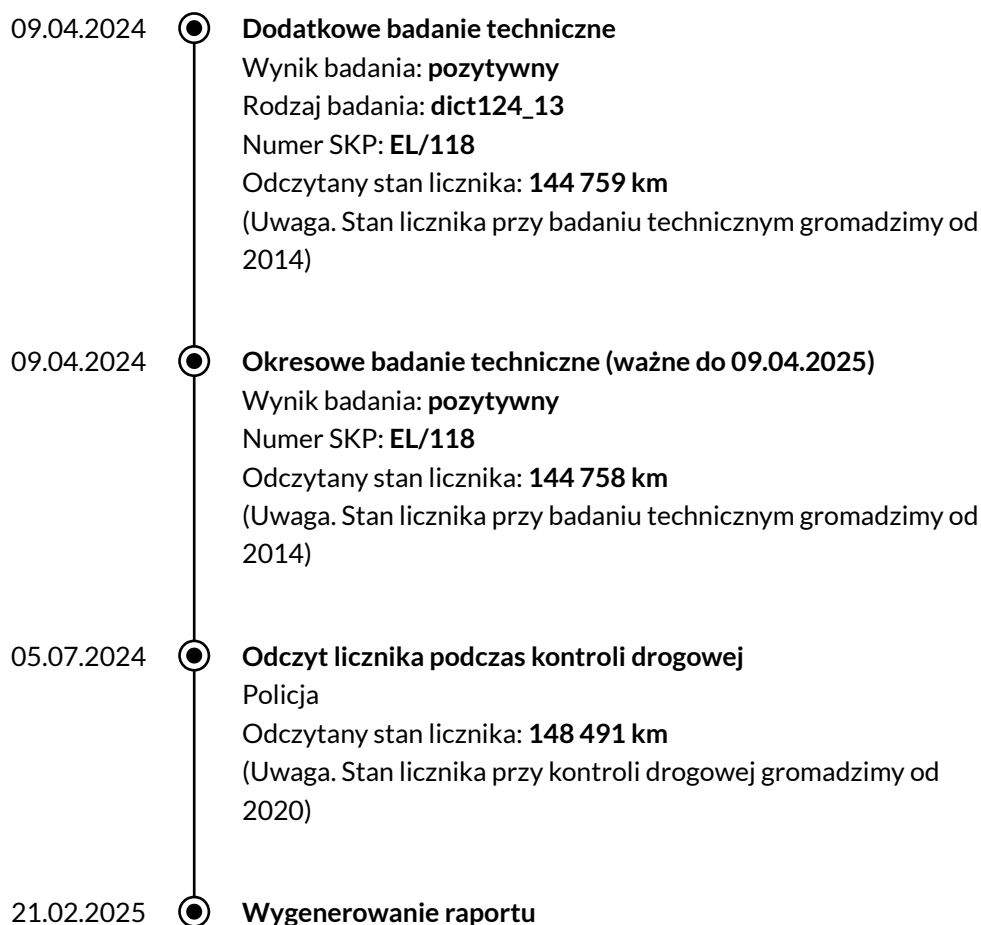 09.04.2024 Dodatkowe badanie techniczne
Wynik badania: pozytywny
Rodzaj badania: dict124_13
Numer SKP: EL/118
Odczytany stan licznika: 144 759 km
(Uwaga. Stan licznika przy badaniu technicznym gromadzimy od
2014)
09.04.2024 Okresowe badanie techniczne (ważne do 09.04.2025)
Wynik badania: pozytywny
Numer SKP: EL/118
Odczytany stan licznika: 144 758 km
(Uwaga. Stan licznika przy badaniu technicznym gromadzimy od
2014)
05.07.2024 Odczyt licznika podczas kontroli drogowej
Policja
Odczytany stan licznika: 148 491 km
(Uwaga. Stan licznika przy kontroli drogowej gromadzimy od
2020)
21.02.2025 Wygenerowanie raportu